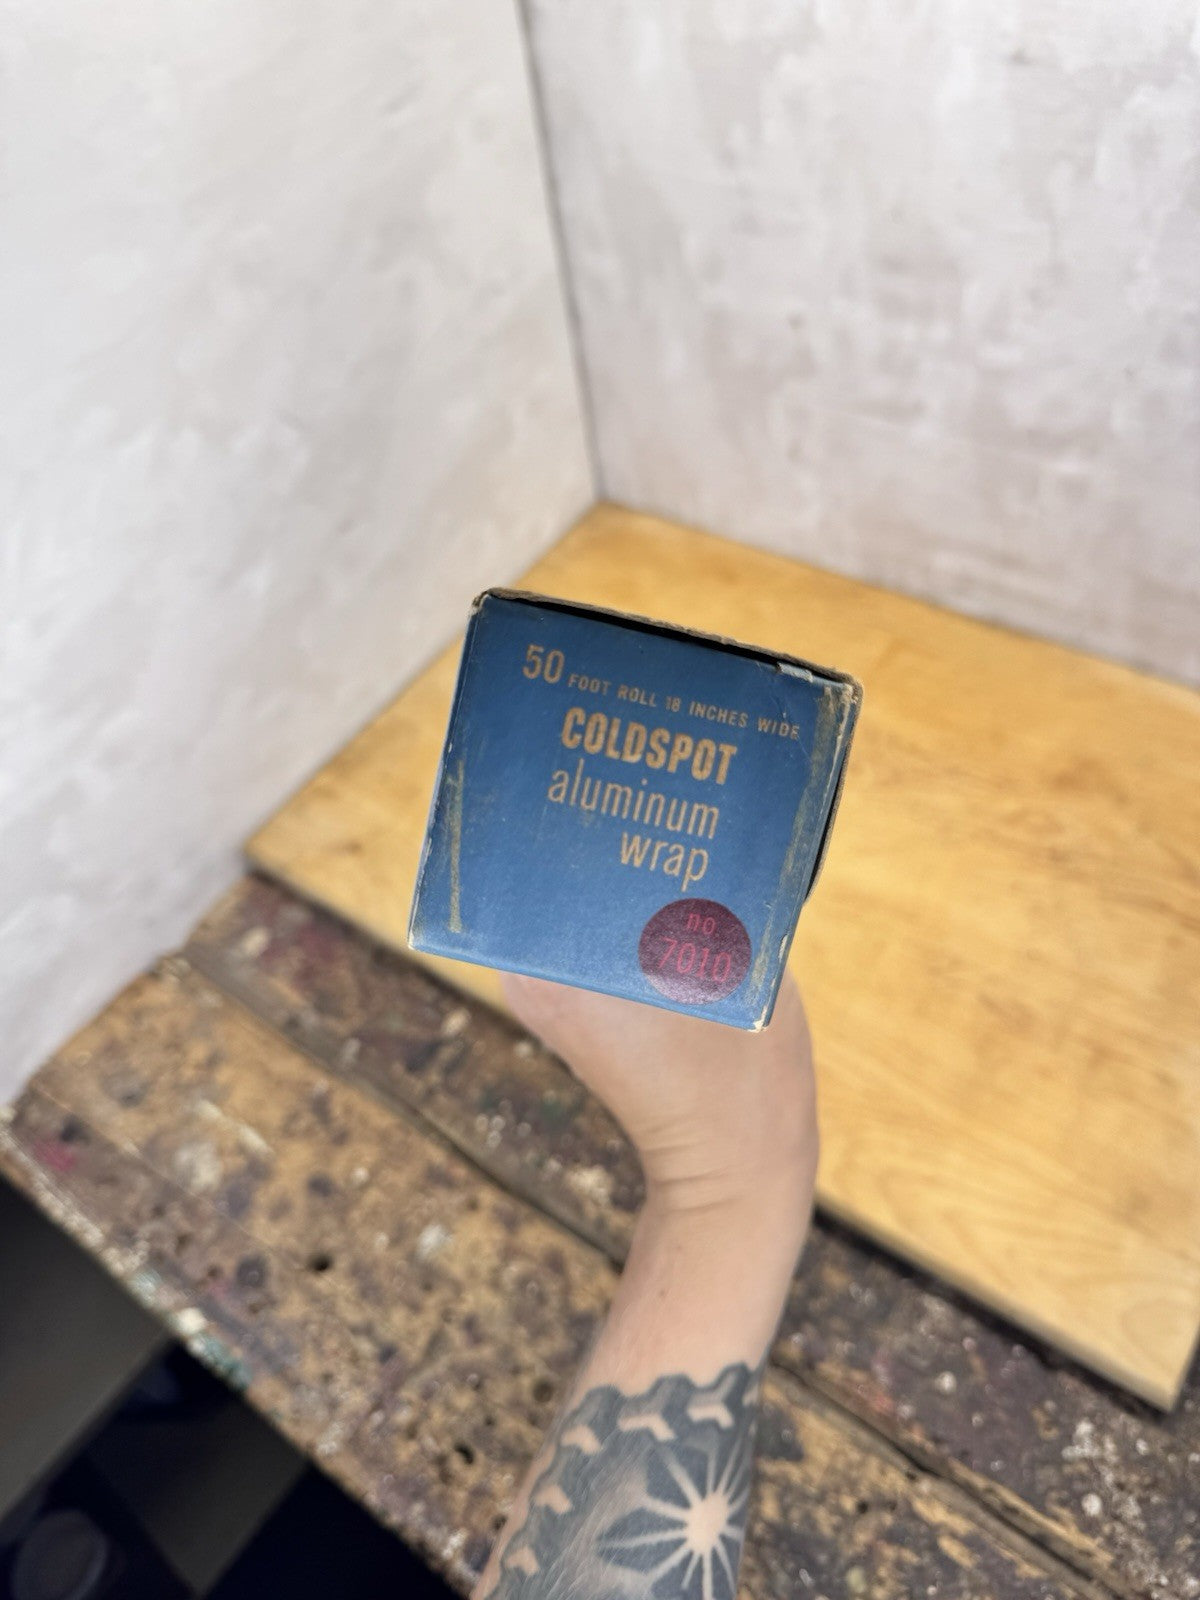 50 FOOT ROLL 18 INCHES WIDE
COLDSPOT
aluminum
wrap
no
7010